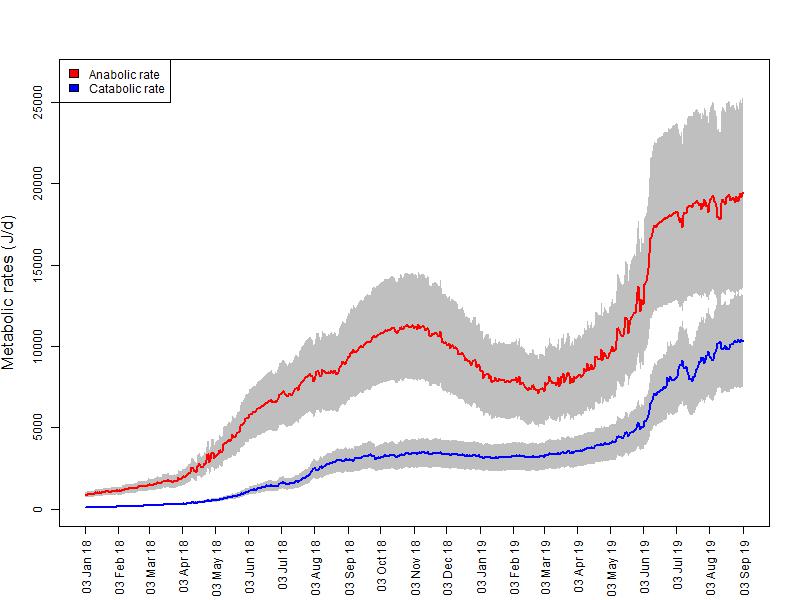 Anabolic rate
Catabolic rate
Metabolic rates (J/d)
25000
20000
15000
10000
5000
0
03 Jan 18
03 Feb 18
03 Mar 18
03 Apr 18
03 May 18
03 Jun 18
03 Jul 18
03 Aug 18
03 Sep 18
03 Oct 18
03 Nov 18
03 Dec 18
03 Jan 19
03 Feb 19
03 Mar 19
03 Apr 19
03 May 19
03 Jun 19
03 Jul 19
03 Aug 19
03 Sep 19